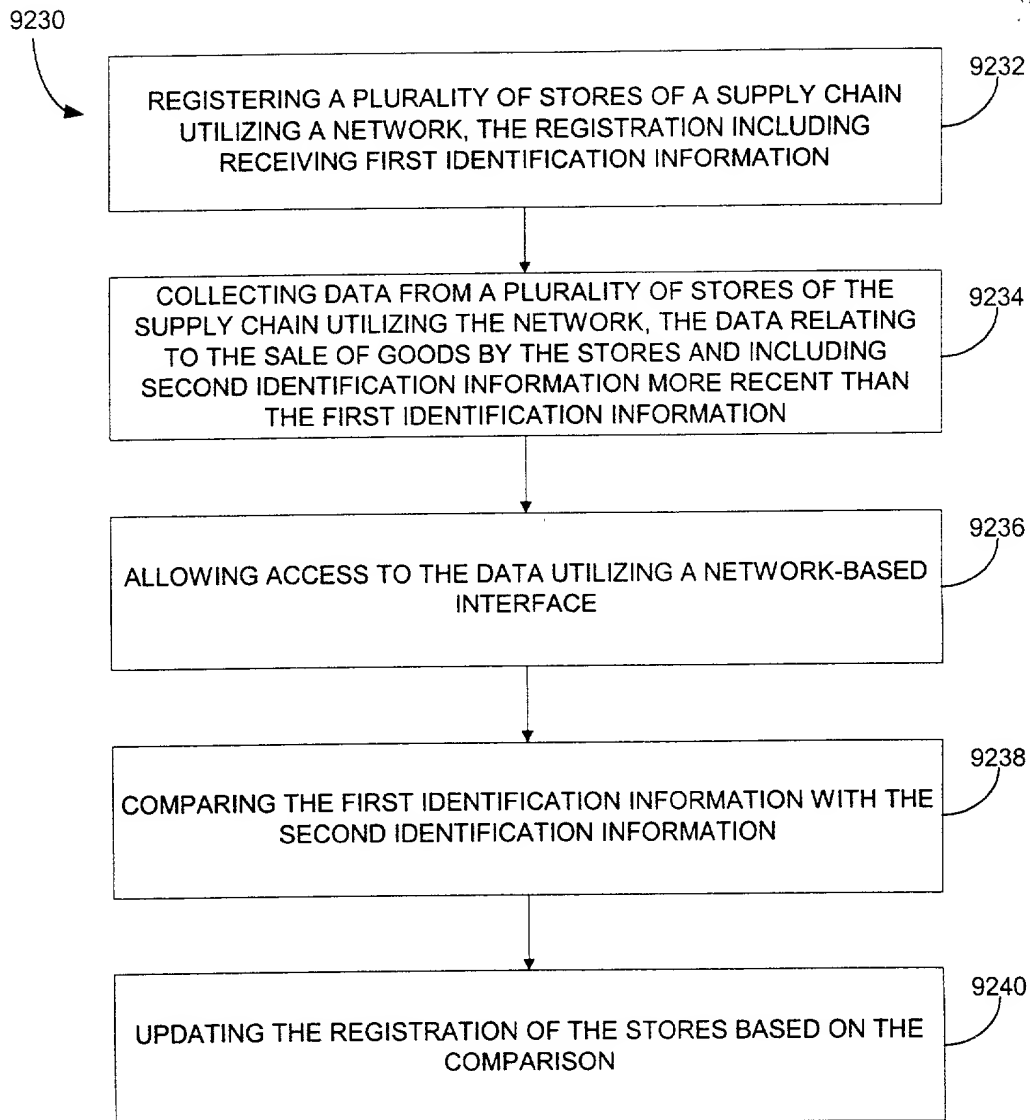 9230
9232
REGISTERING A PLURALITY OF STORES OF A SUPPLY CHAIN
UTILIZING A NETWORK, THE REGISTRATION INCLUDING
RECEIVING FIRST IDENTIFICATION INFORMATION
9234
COLLECTING DATA FROM A PLURALITY OF STORES OF THE
SUPPLY CHAIN UTILIZING THE NETWORK, THE DATA RELATING
TO THE SALE OF GOODS BY THE STORES AND INCLUDING
SECOND IDENTIFICATION INFORMATION MORE RECENT THAN
THE FIRST IDENTIFICATION INFORMATION
9236
ALLOWING ACCESS TO THE DATA UTILIZING A NETWORK-BASED
INTERFACE
9238
COMPARING THE FIRST IDENTIFICATION INFORMATION WITH THE
SECOND IDENTIFICATION INFORMATION
9240
UPDATING THE REGISTRATION OF THE STORES BASED ON THE
COMPARISON